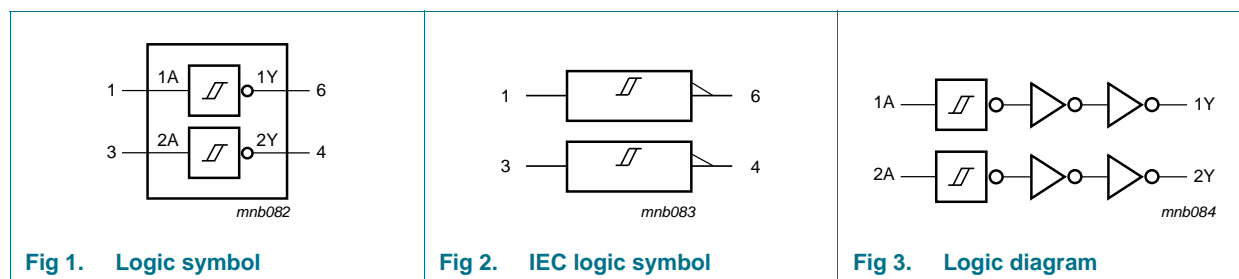 1 1A 1Y 6
3 2A 2Y 4
mnb082
Fig 1. Logic symbol
1 6
3 4
mnb083
Fig 2. IEC logic symbol
1A 1Y
2A 2Y
mnb084
Fig 3. Logic diagram